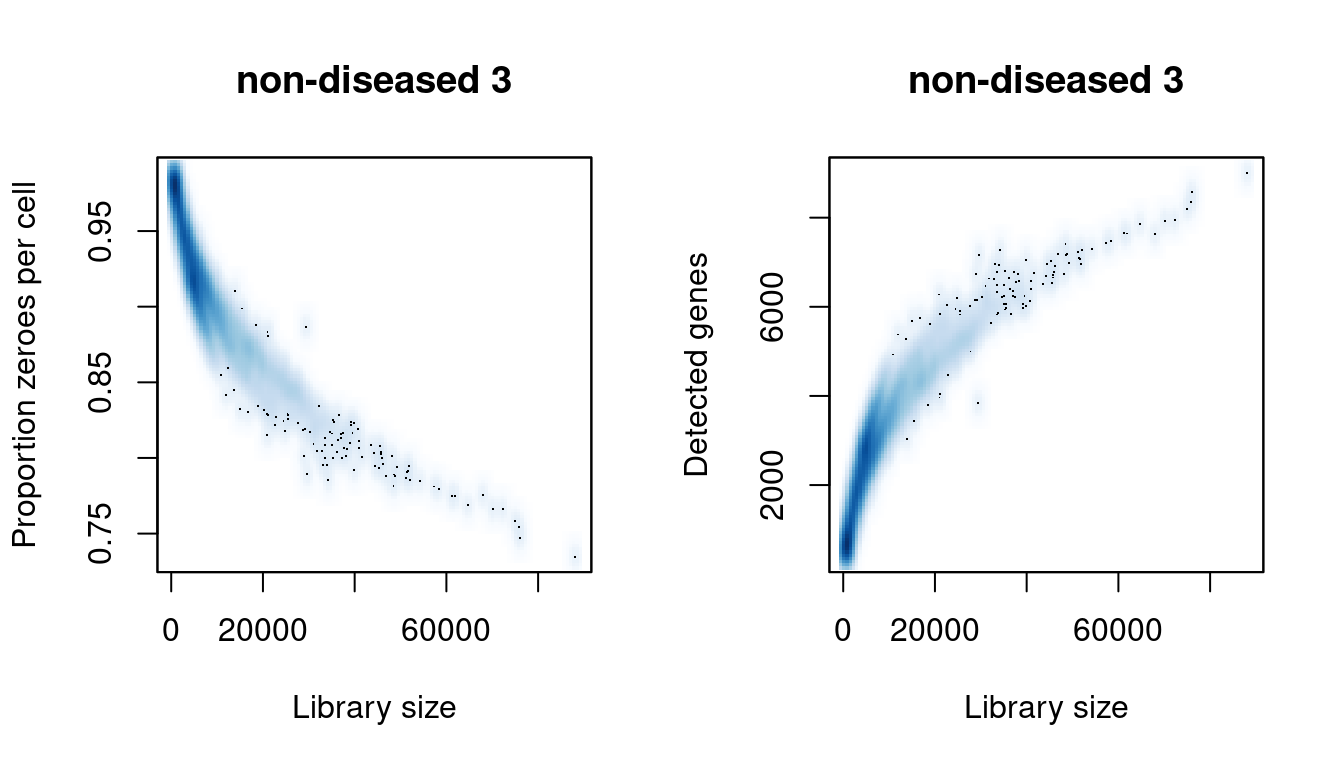 non-diseased 3
Proportion zeroes per cell
0.95
0.85
0.75
0 20000 60000
Library size
non-diseased 3
Detected genes
6000
2000
0 20000 60000
Library size